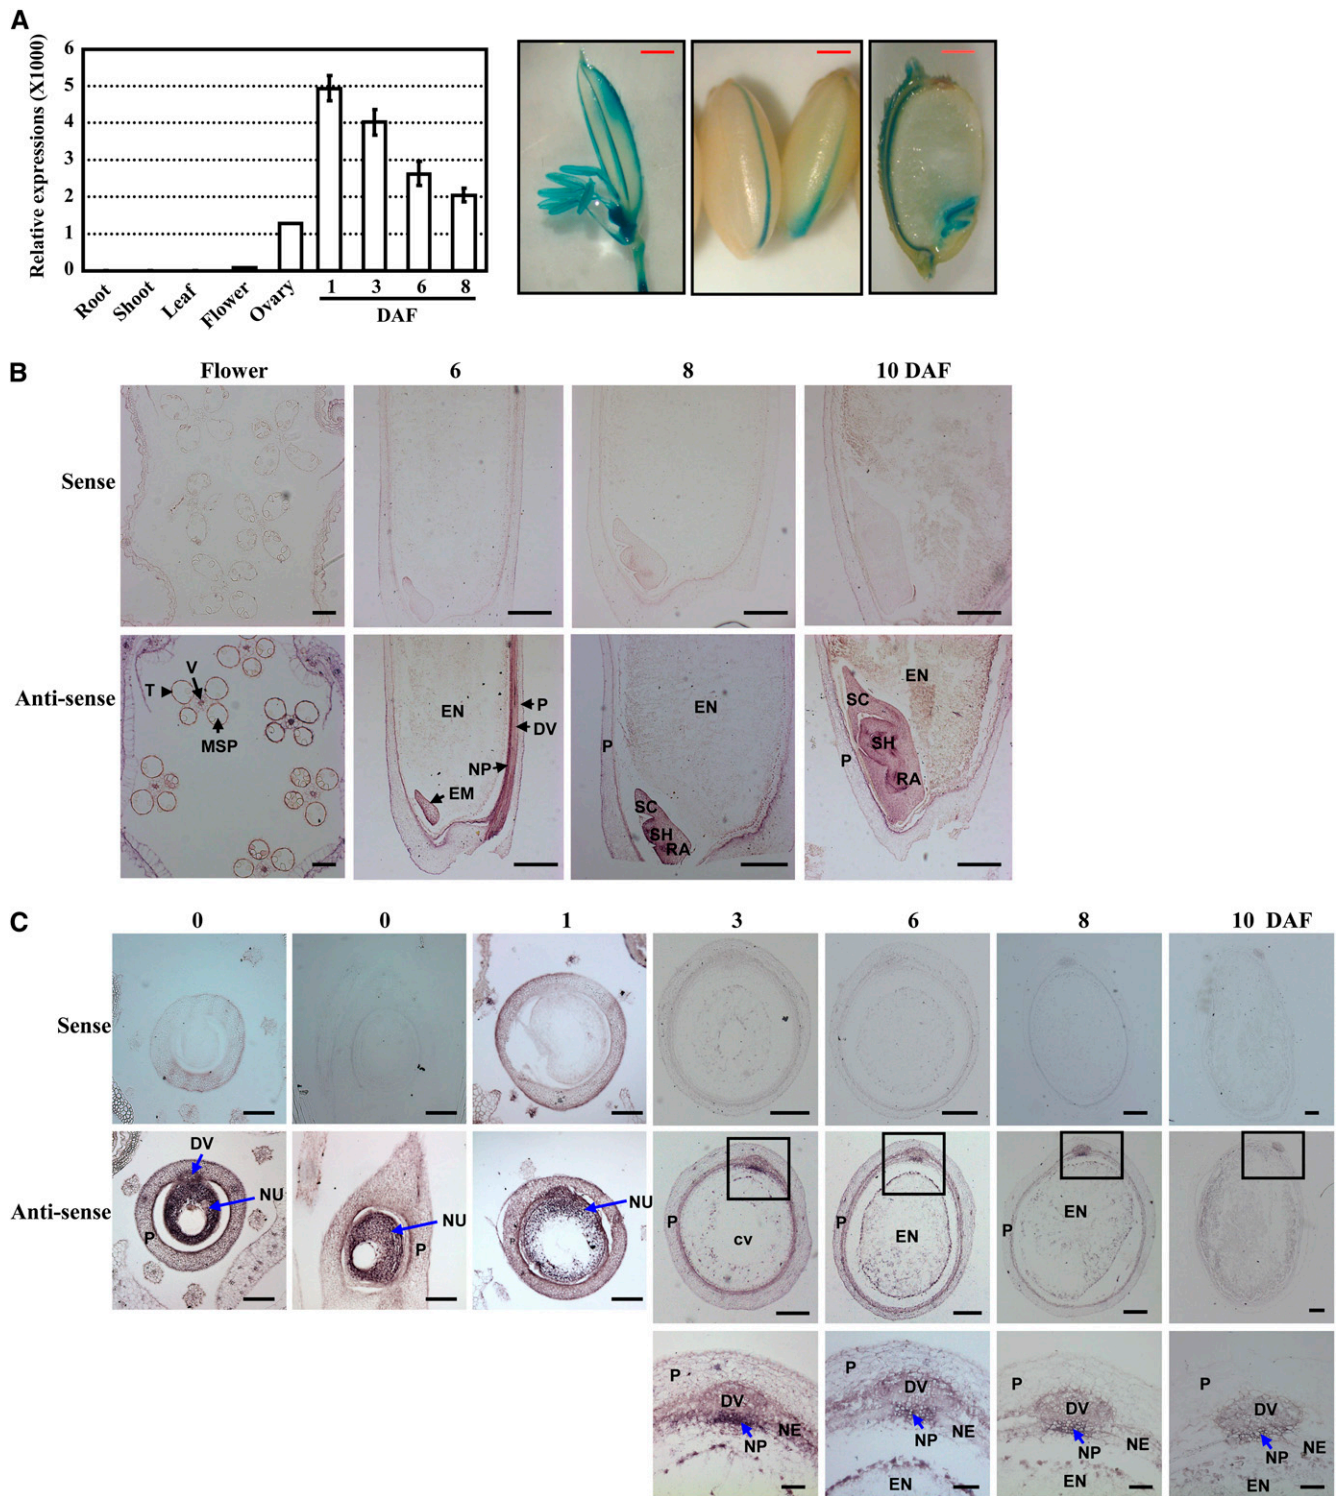 A
Relative expressions (X1000)
6
5
4
3
2
1
0
Root
Shoot
Leaf
Flower
Ovary
1 3 6 8
DAF
B
Flower 6 8 10 DAF
Sense
Anti-sense
T
V
MSP
EN
P
DV
NP
EM
EN
P
SC
SH
RA
EN
SC
SH
P
RA
C
0 0 1 3 6 8 10 DAF
Sense
Anti-sense
DV
NU
P
NU
P
NU
P
P
cv
P
EN
P
EN
P
DV
NE
NP
P
DV
NE
NP
EN
P
DV
NE
NP
EN
P
DV
NE
NP
EN